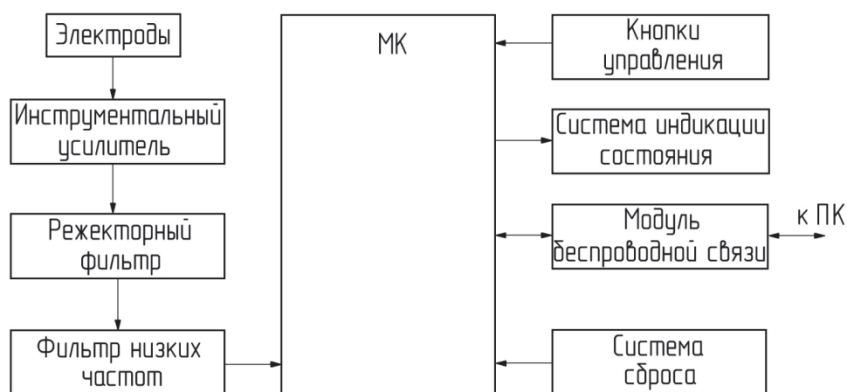 Электроды
Инструментальный
усилитель
Режекторный
фильтр
Фильтр низких
частот
МК
Кнопки
управления
Система индикации
состояния
Модуль
беспроводной связи
к ПК
Система
сброса